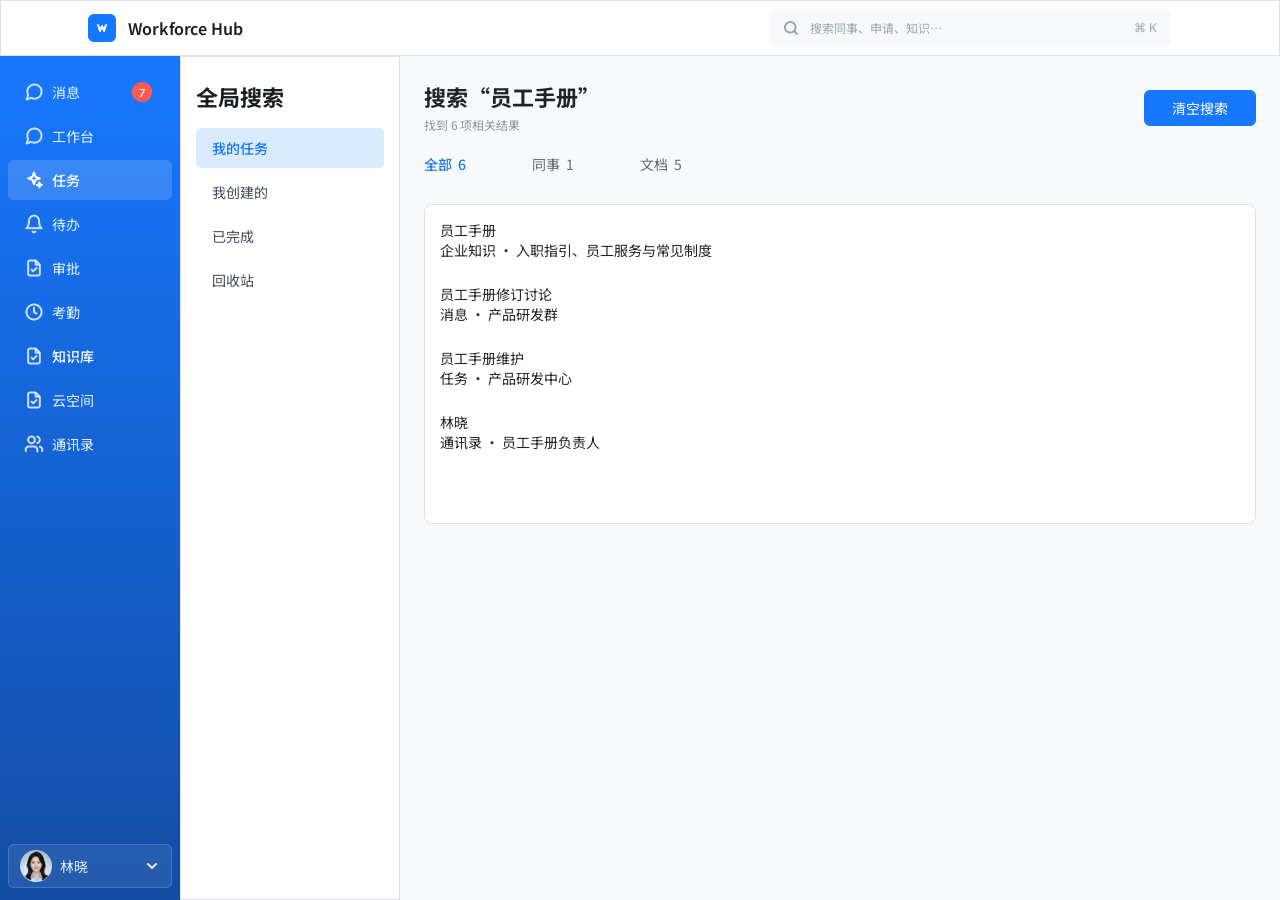 Workforce Hub
搜索同事、申请、知识…
⌘ K
消息
7
工作台
任务
待办
审批
考勤
知识库
云空间
通讯录
林晓
全局搜索
我的任务
我创建的
已完成
回收站
搜索“员工手册”
找到 6 项相关结果
清空搜索
全部 6
同事 1
文档 5
员工手册
企业知识 · 入职指引、员工服务与常见制度
员工手册修订讨论
消息 · 产品研发群
员工手册维护
任务 · 产品研发中心
林晓
通讯录 · 员工手册负责人